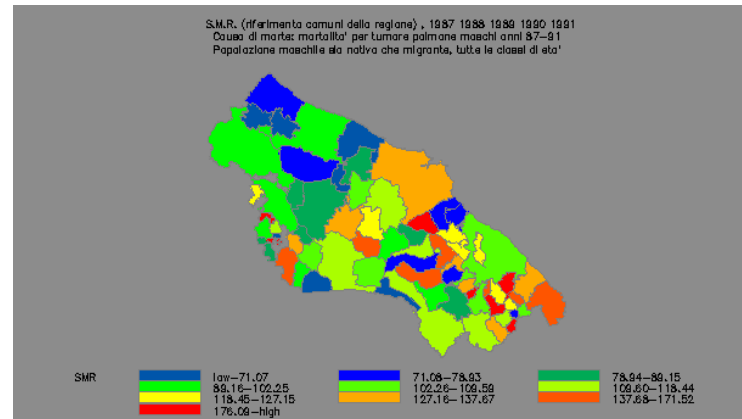 S.M.R. (riferimento comuni della regione) , 1987 1988 1989 1990 1991
Causa di morte: mortalita' per tumore polmone maschi anni 87-91
Popolazione maschile sia nativa che migrante, tutte le classi di eta'
SMR
low-71.07
71.08-78.93
78.94-89.15
89.16-102.25
102.26-109.59
109.60-118.44
118.45-127.15
127.16-137.67
137.68-171.52
176.09-high